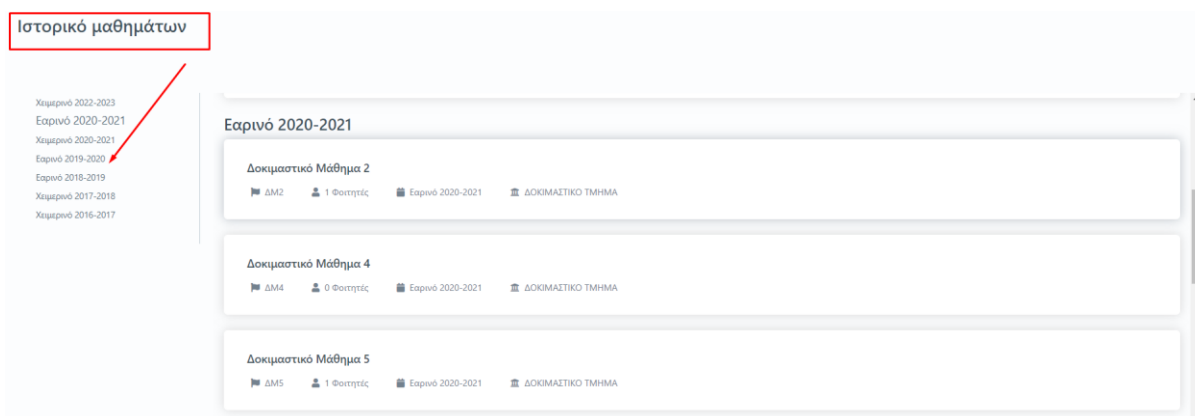 Ιστορικό μαθημάτων
Χειμερινό 2022-2023
Εαρινό 2020-2021
Χειμερινό 2020-2021
Εαρινό 2019-2020
Εαρινό 2018-2019
Χειμερινό 2017-2018
Χειμερινό 2016-2017
Εαρινό 2020-2021
Δοκιμαστικό Μάθημα 2
ΔΜ2 1 Φοιτητές Εαρινό 2020-2021 ΔΟΚΙΜΑΣΤΙΚΟ ΤΜΗΜΑ
Δοκιμαστικό Μάθημα 4
ΔΜ4 0 Φοιτητές Εαρινό 2020-2021 ΔΟΚΙΜΑΣΤΙΚΟ ΤΜΗΜΑ
Δοκιμαστικό Μάθημα 5
ΔΜ5 1 Φοιτητές Εαρινό 2020-2021 ΔΟΚΙΜΑΣΤΙΚΟ ΤΜΗΜΑ